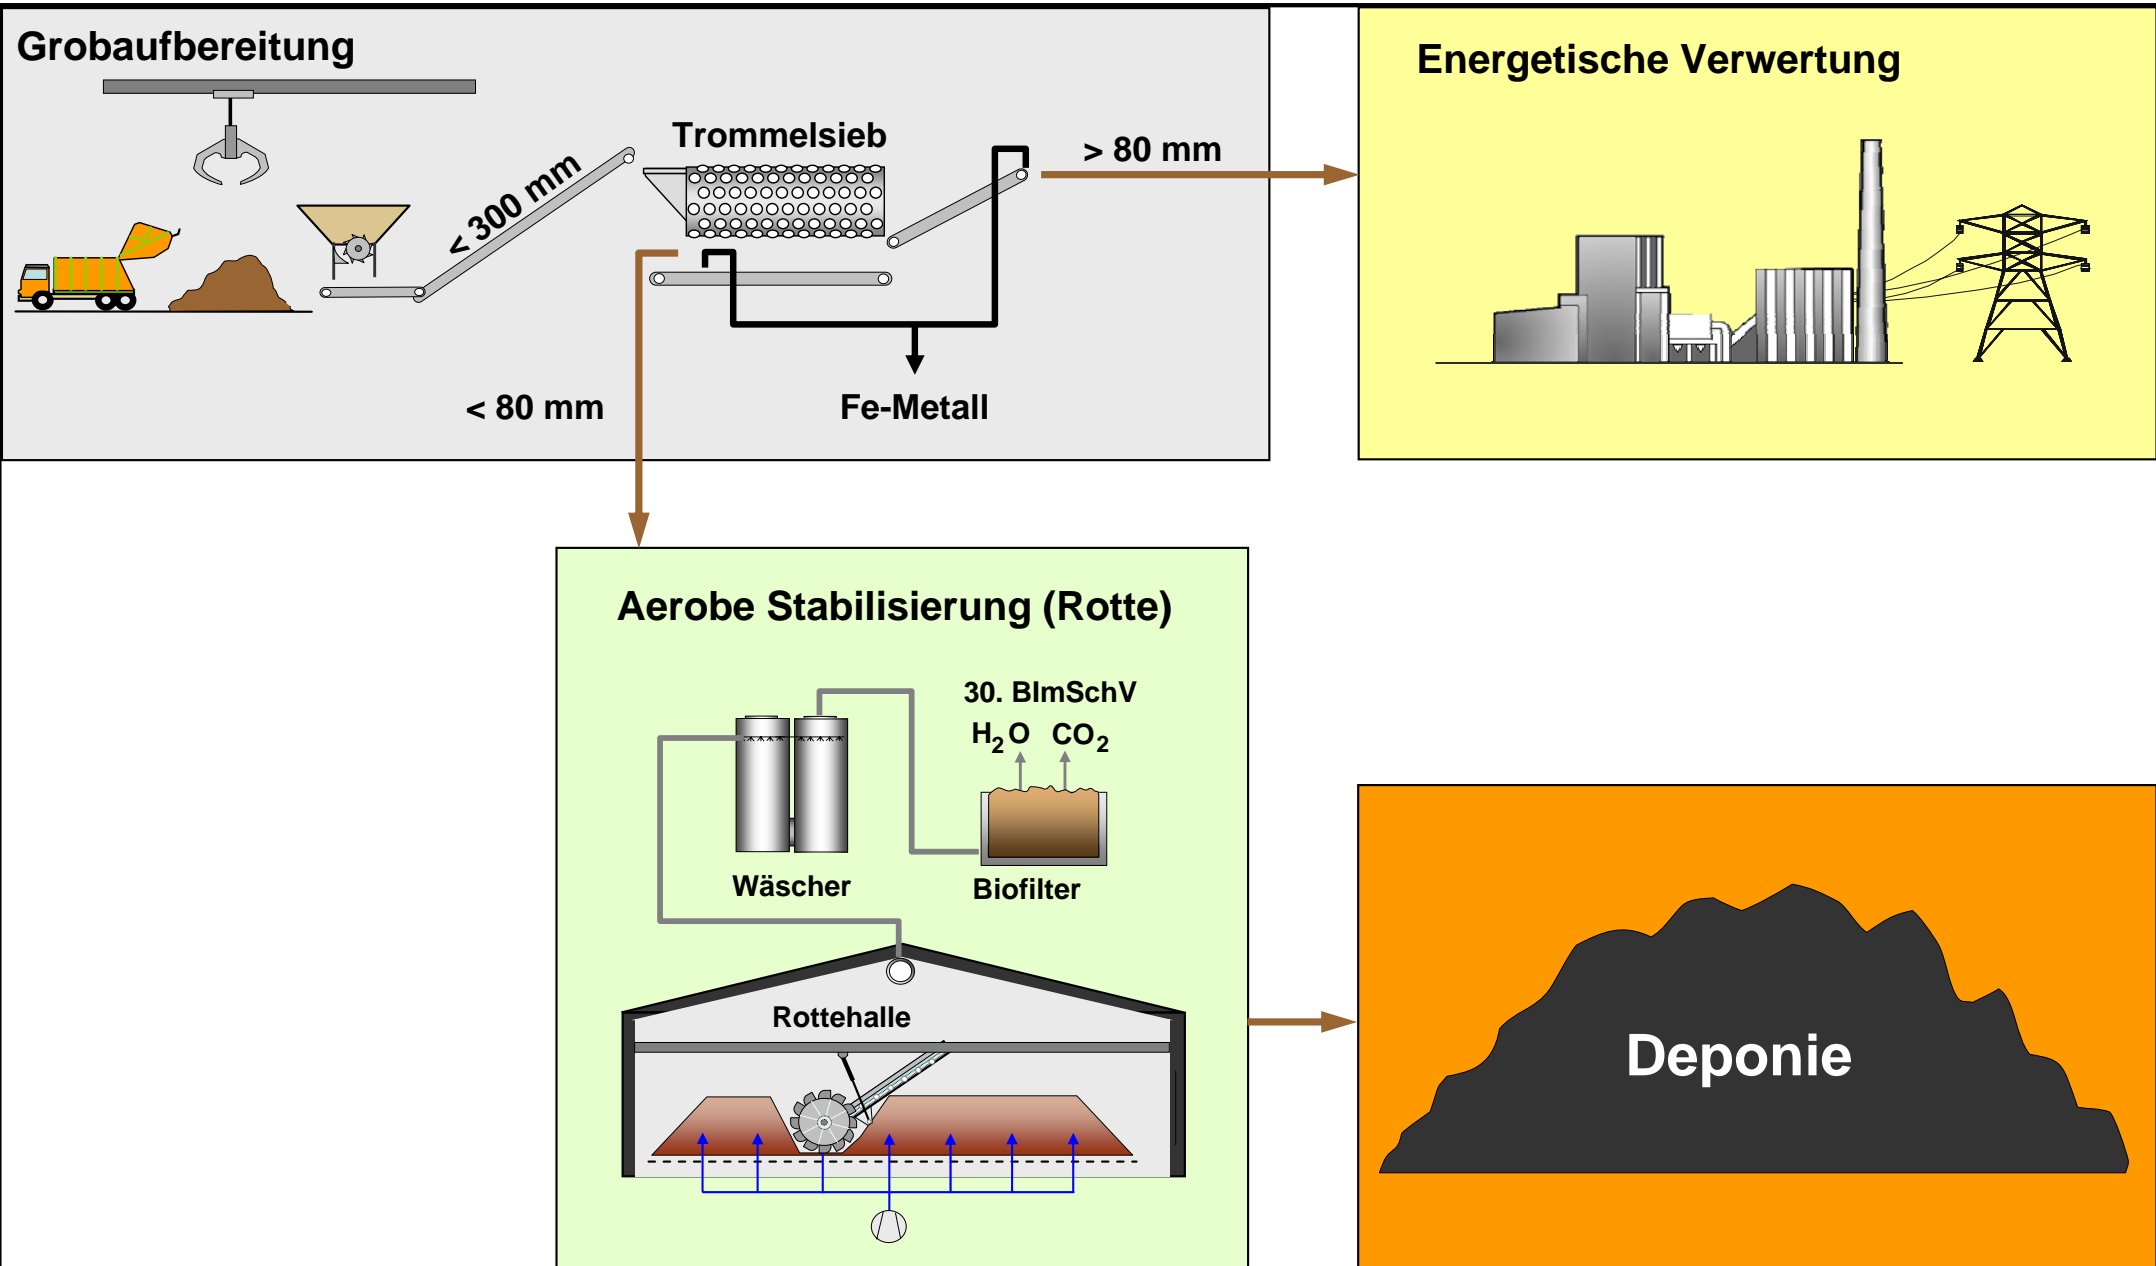 Grobaufbereitung
Energetische Verwertung
Trommelsieb
> 80 mm
< 300 mm
< 80 mm
Fe-Metall
Aerobe Stabilisierung (Rotte)
30. BImSchV
H2O CO2
Wäscher
Biofilter
Rottehalle
Deponie